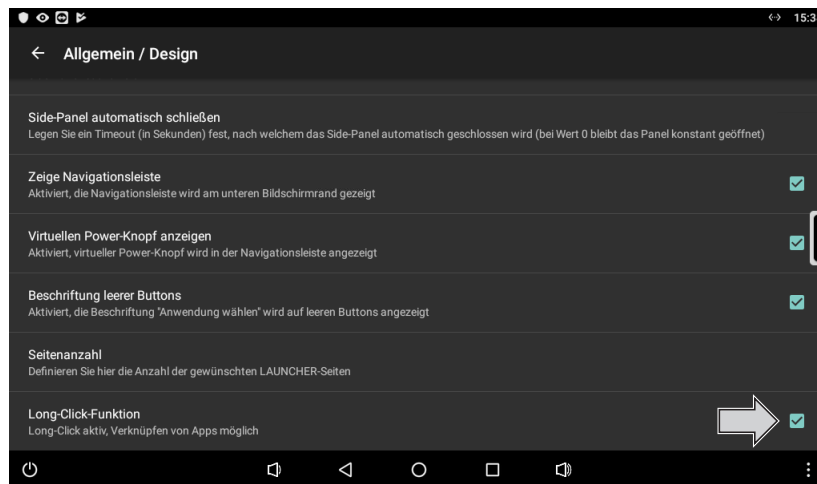 15:3
Allgemein / Design
Side-Panel automatisch schließen
Legen Sie ein Timeout (in Sekunden) fest, nach welchem das Side-Panel automatisch geschlossen wird (bei Wert 0 bleibt das Panel konstant geöffnet)
Zeige Navigationsleiste
Aktiviert, die Navigationsleiste wird am unteren Bildschirmrand gezeigt
Virtuellen Power-Knopf anzeigen
Aktiviert, virtueller Power-Knopf wird in der Navigationsleiste angezeigt
Beschriftung leerer Buttons
Aktiviert, die Beschriftung "Anwendung wählen" wird auf leeren Buttons angezeigt
Seitenanzahl
Definieren Sie hier die Anzahl der gewünschten LAUNCHER-Seiten
Long-Click-Funktion
Long-Click aktiv, Verknüpfen von Apps möglich